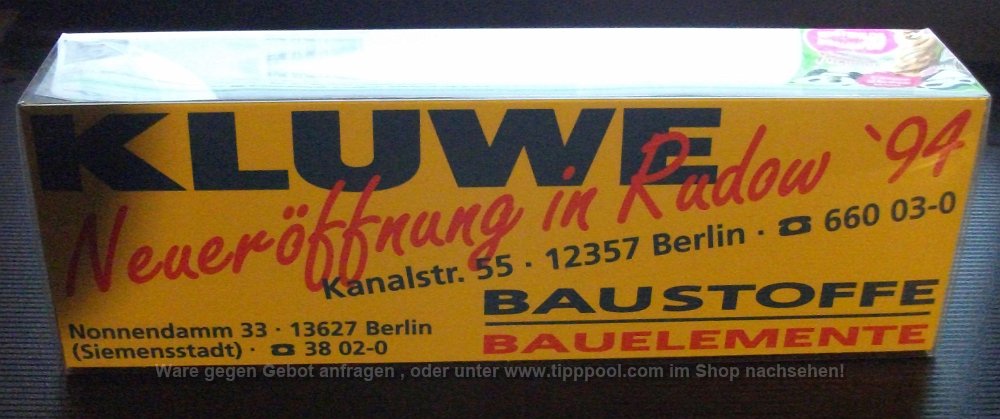 KLUWE
Neueröffnung in Rudow `94
Kanalstr. 55 · 12357 Berlin · ☎ 660 03-0
BAUSTOFFE
BAUELEMENTE
Nonnendamm 33 · 13627 Berlin
(Siemensstadt) · ☎ 38 02-0
Ware gegen Gebot anfragen , oder unter www.tipppool.com im Shop nachsehen!